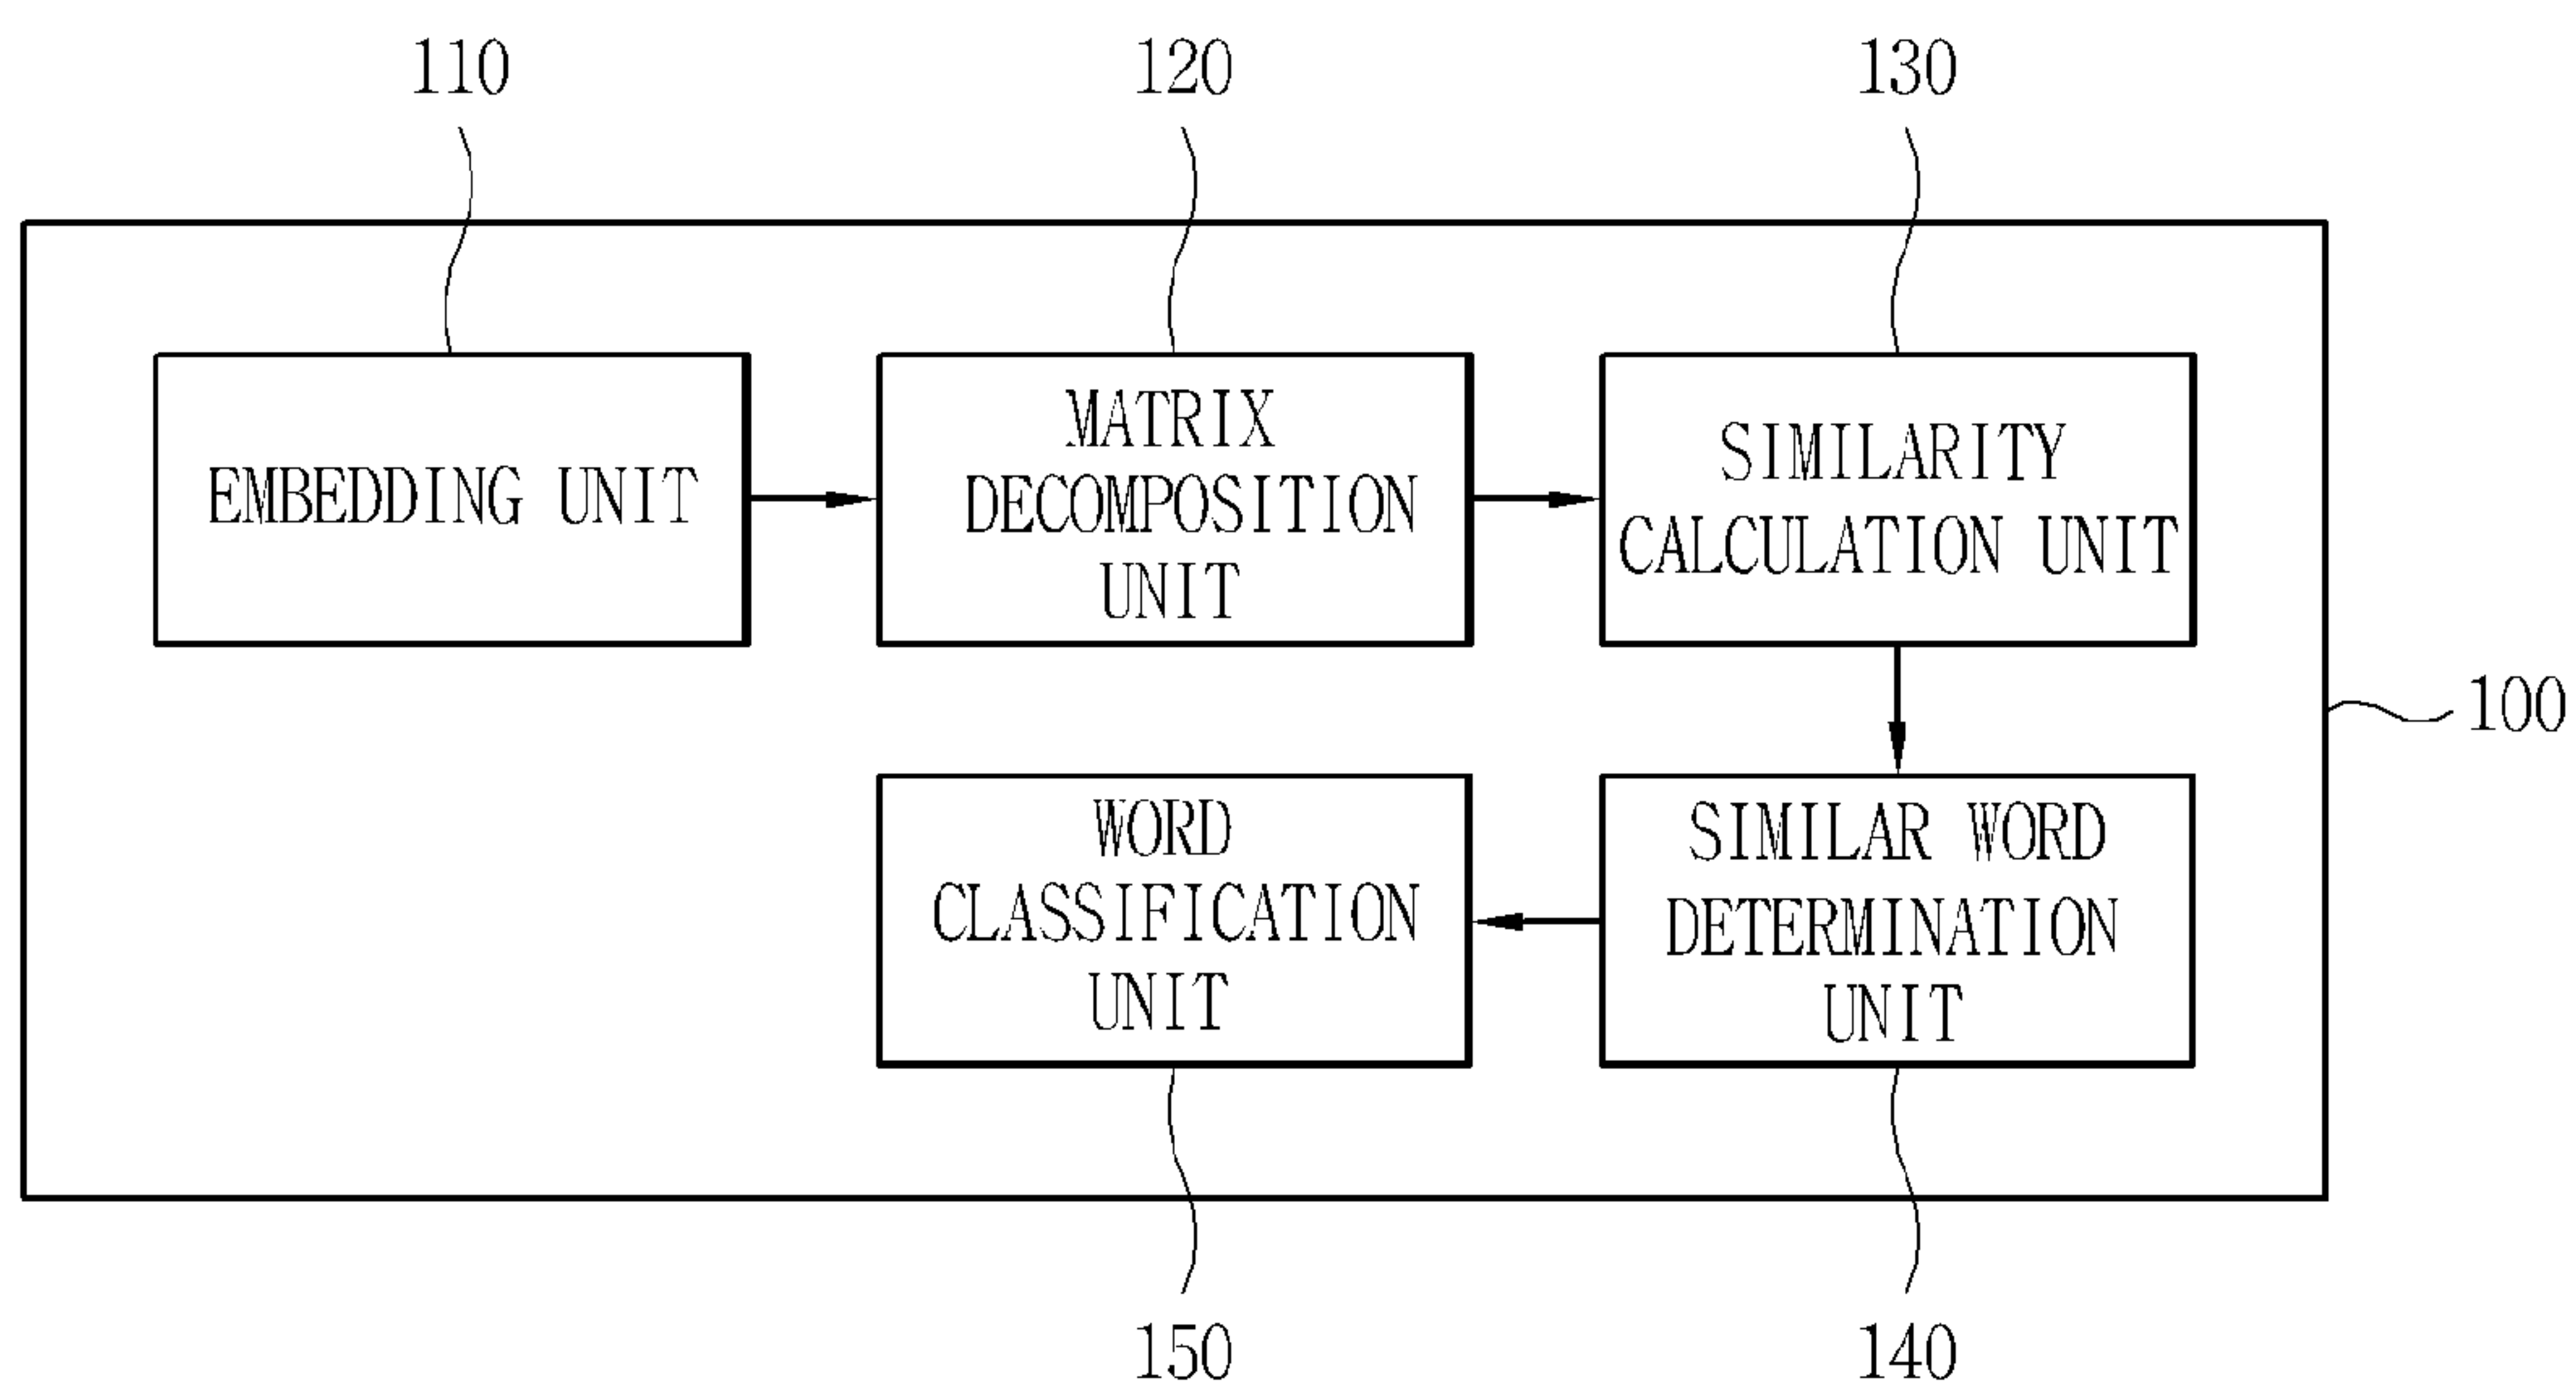 110
120
130
EMBEDDING UNIT
MATRIX
DECOMPOSITION
UNIT
SIMILARITY
CALCULATION UNIT
100
WORD
CLASSIFICATION
UNIT
SIMILAR WORD
DETERMINATION
UNIT
150
140